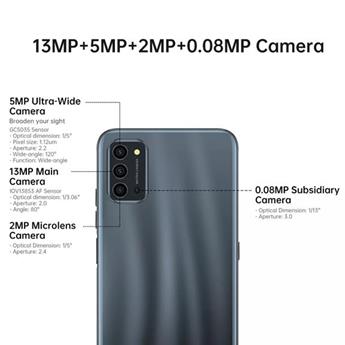 13MP+5MP+2MP+0.08MP Camera
5MP Ultra-Wide
Camera
Brooden your sight
GC5035 Sensor
- Optical dimension: 1/5"
- Pixel size: 1.12um
- Aperture: 2.2
- Wide-angle: 120°
- Function: Wide-angle
13MP Main
Camera
IOV13853 AF Sensor
- Optical dimension: 1/3.06"
- Aperture: 2.0
- Angle: 80°
2MP Microlens
Camera
- Optical Dimension: 1/5"
- Aperture: 2.4
0.08MP Subsidiary
Camera
- Optical Dimension: 1/13"
- Aperture: 3.0